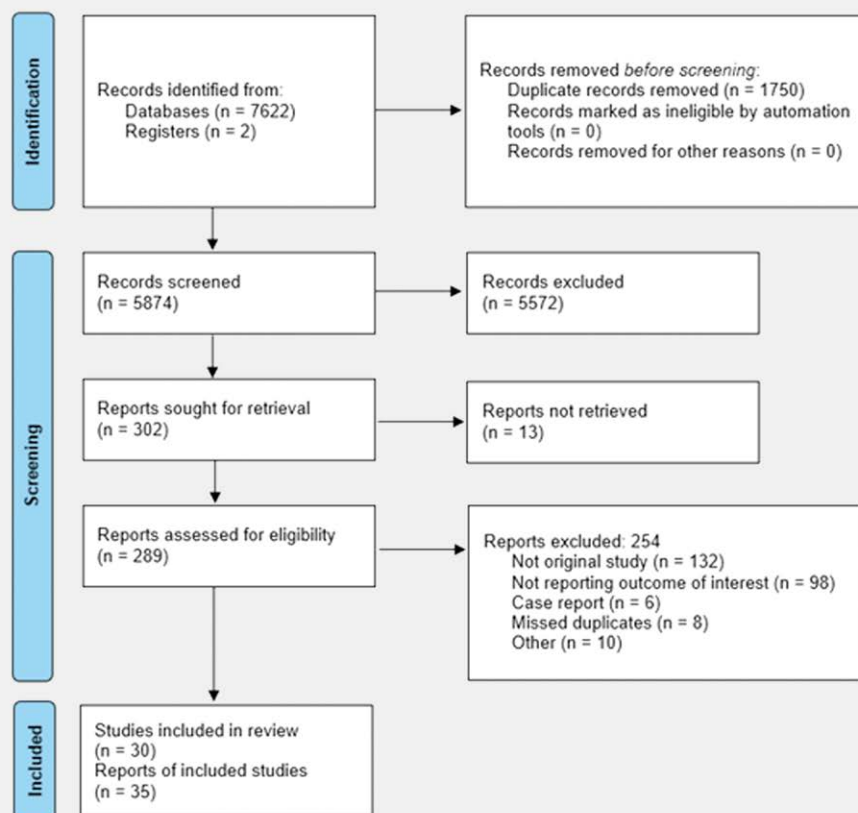 Identification
Records identified from:
Databases (n = 7622)
Registers (n = 2)
Records removed before screening:
Duplicate records removed (n = 1750)
Records marked as ineligible by automation
tools (n = 0)
Records removed for other reasons (n = 0)
Screening
Records screened
(n = 5874)
Records excluded
(n = 5572)
Reports sought for retrieval
(n = 302)
Reports not retrieved
(n = 13)
Reports assessed for eligibility
(n = 289)
Reports excluded: 254
Not original study (n = 132)
Not reporting outcome of interest (n = 98)
Case report (n = 6)
Missed duplicates (n = 8)
Other (n = 10)
Included
Studies included in review
(n = 30)
Reports of included studies
(n = 35)